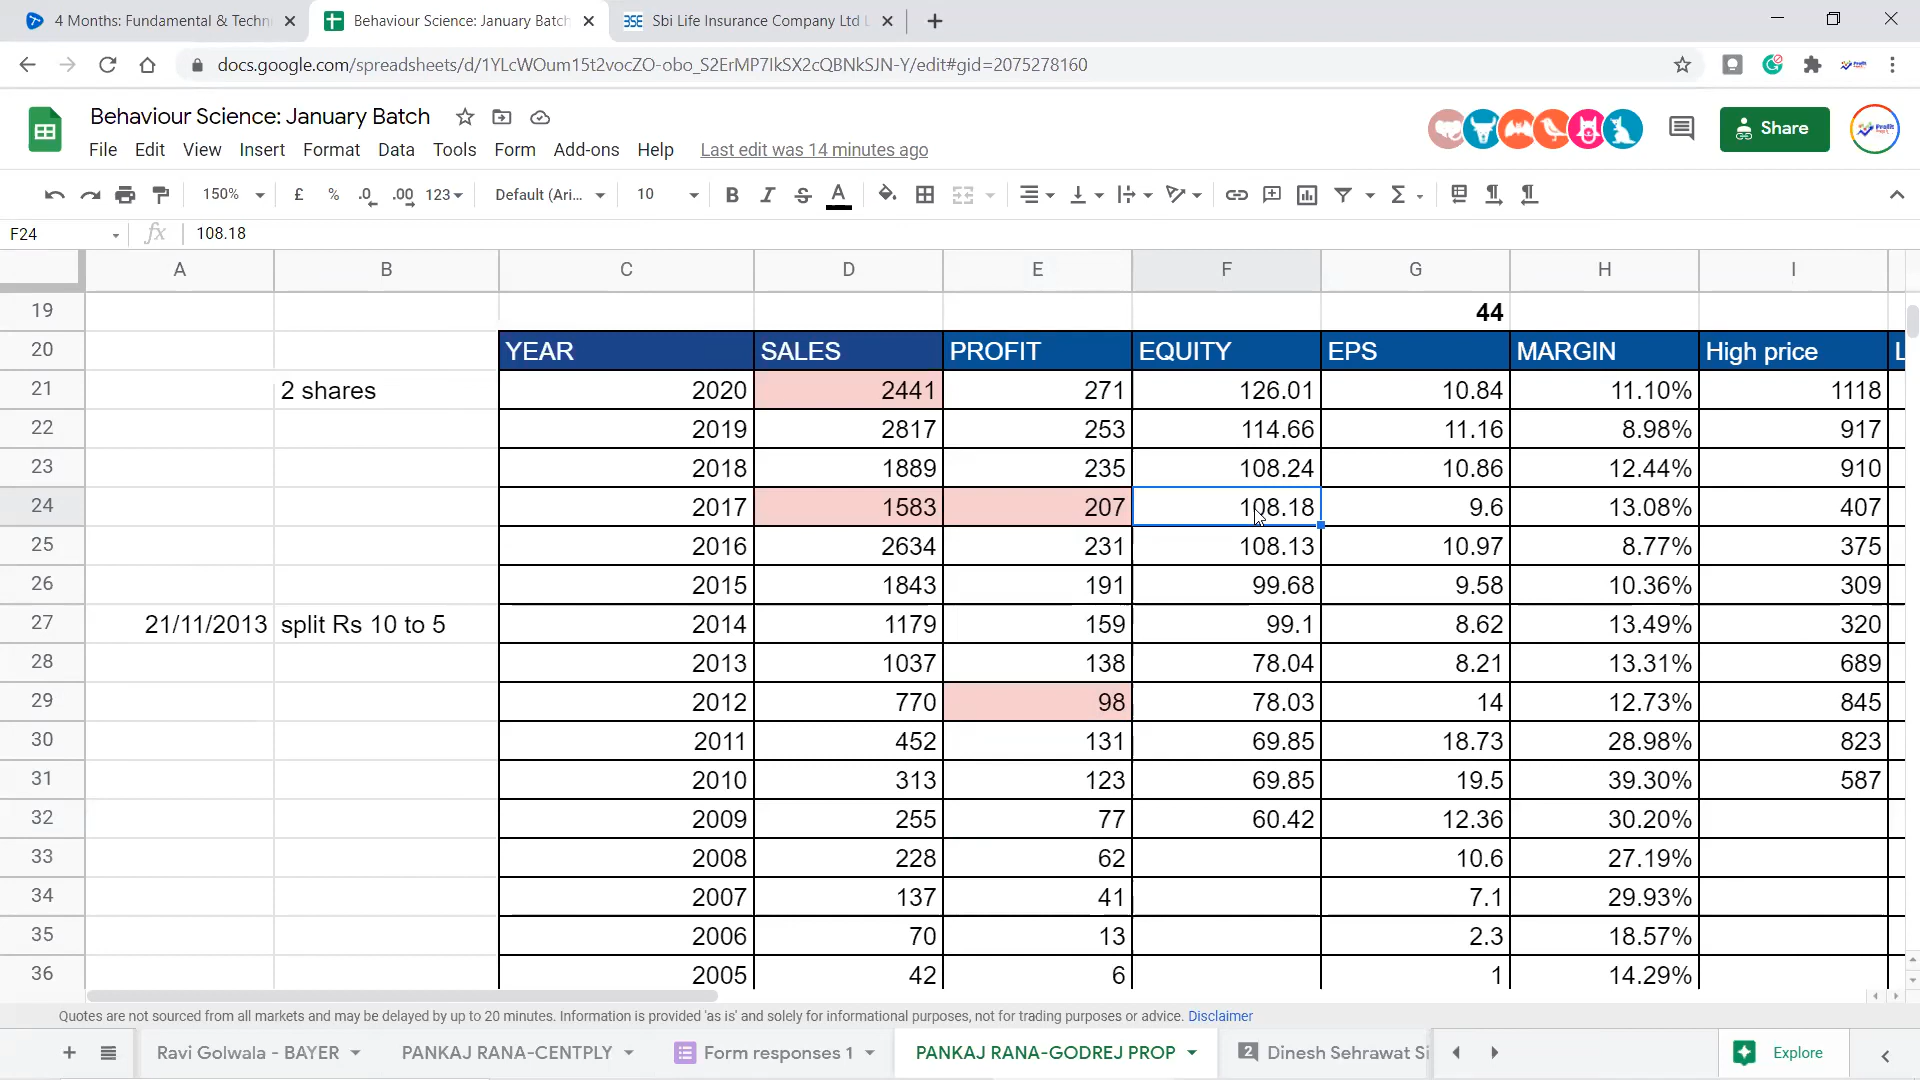 4 Months: Fundamental & Techn
Behaviour Science: January Batch
Sbi Life Insurance Company Ltd L
docs.google.com/spreadsheets/d/1YLcWOum15t2vocZO-obo_S2ErMP7IkSX2cQBNkSJN-Y/edit#gid=2075278160
Behaviour Science: January Batch
Share
File Edit View Insert Format Data Tools Form Add-ons Help Last edit was 14 minutes ago
150% £ % .0 .00 123 Default (Ari... 10 B I S A
F24 fx 108.18
A B C D E F G H I
19 44
20 YEAR SALES PROFIT EQUITY EPS MARGIN High price L
21 2 shares 2020 2441 271 126.01 10.84 11.10% 1118
22 2019 2817 253 114.66 11.16 8.98% 917
23 2018 1889 235 108.24 10.86 12.44% 910
24 2017 1583 207 108.18 9.6 13.08% 407
25 2016 2634 231 108.13 10.97 8.77% 375
26 2015 1843 191 99.68 9.58 10.36% 309
27 21/11/2013 split Rs 10 to 5 2014 1179 159 99.1 8.62 13.49% 320
28 2013 1037 138 78.04 8.21 13.31% 689
29 2012 770 98 78.03 14 12.73% 845
30 2011 452 131 69.85 18.73 28.98% 823
31 2010 313 123 69.85 19.5 39.30% 587
32 2009 255 77 60.42 12.36 30.20%
33 2008 228 62 10.6 27.19%
34 2007 137 41 7.1 29.93%
35 2006 70 13 2.3 18.57%
36 2005 42 6 1 14.29%
Quotes are not sourced from all markets and may be delayed by up to 20 minutes. Information is provided 'as is' and solely for informational purposes, not for trading purposes or advice. Disclaimer
Ravi Golwala - BAYER PANKAJ RANA-CENTPLY Form responses 1 PANKAJ RANA-GODREJ PROP 2 Dinesh Sehrawat Si Explore